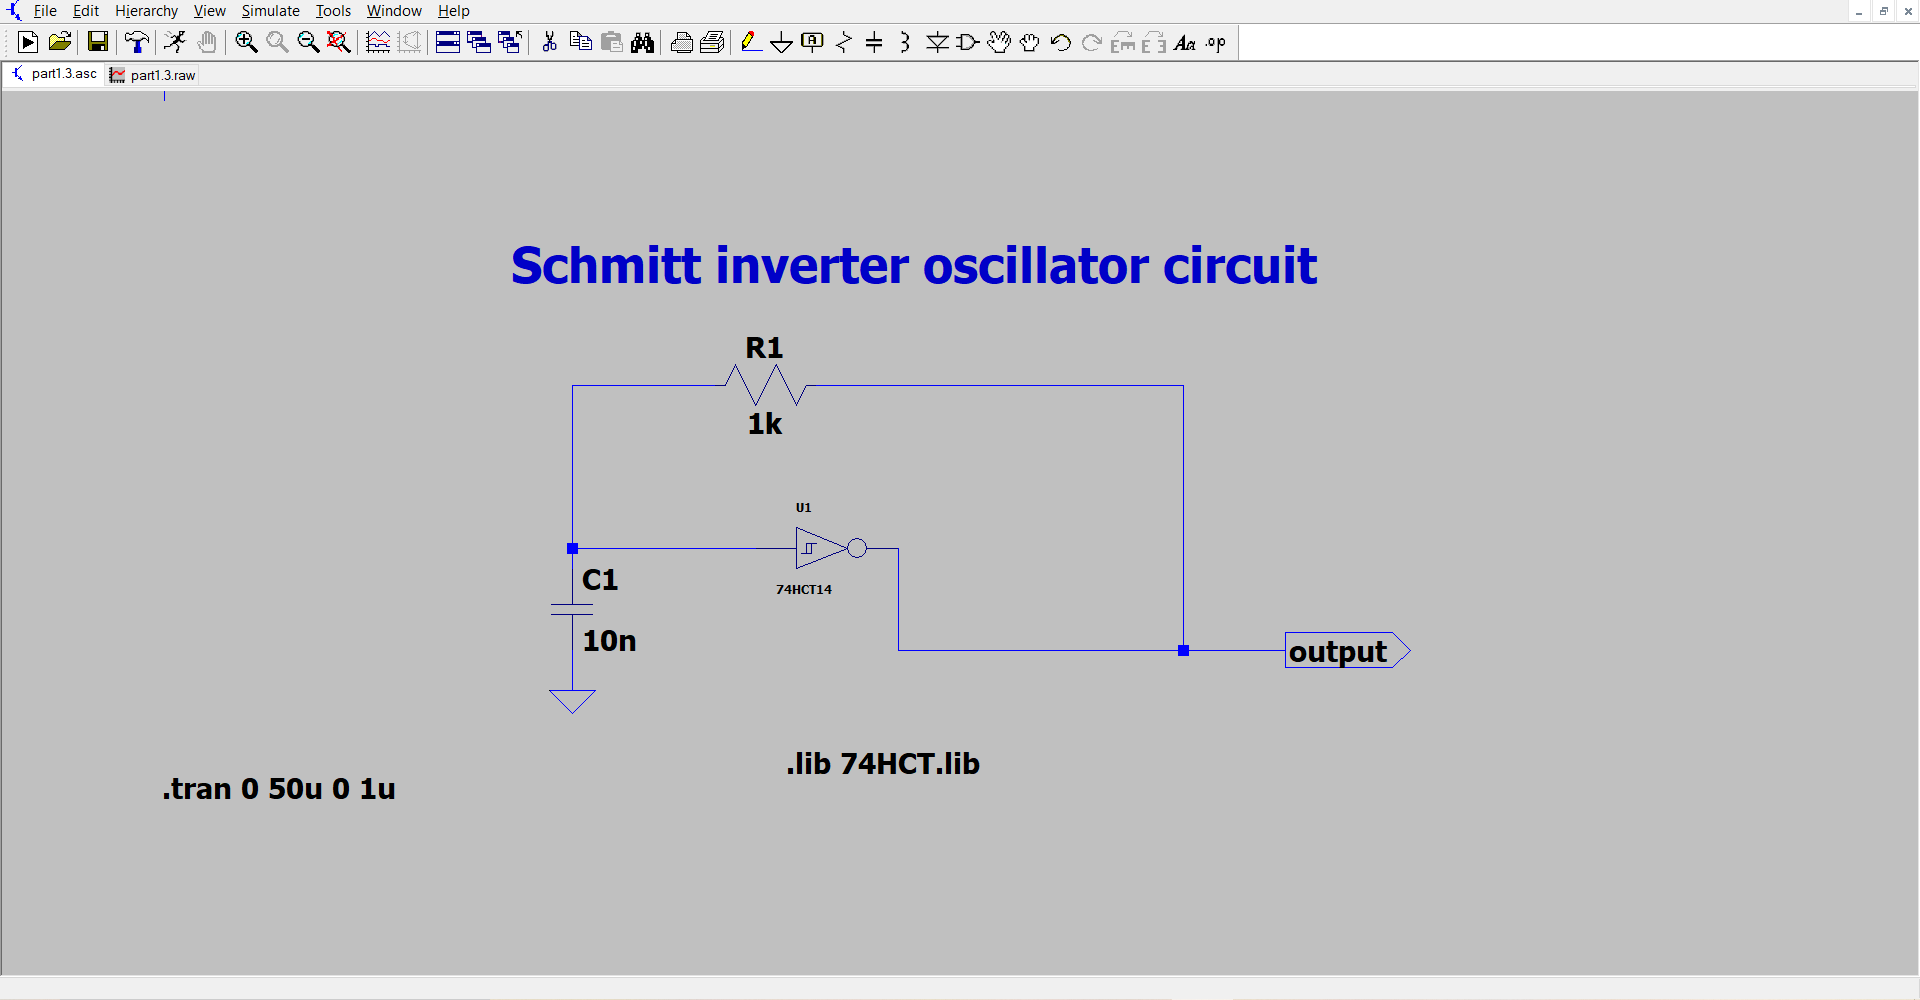 File Edit Hierarchy View Simulate Tools Window Help
part1.3.asc part1.3.raw
Schmitt inverter oscillator circuit
R1
1k
U1
74HCT14
C1
10n
output
.lib 74HCT.lib
.tran 0 50u 0 1u